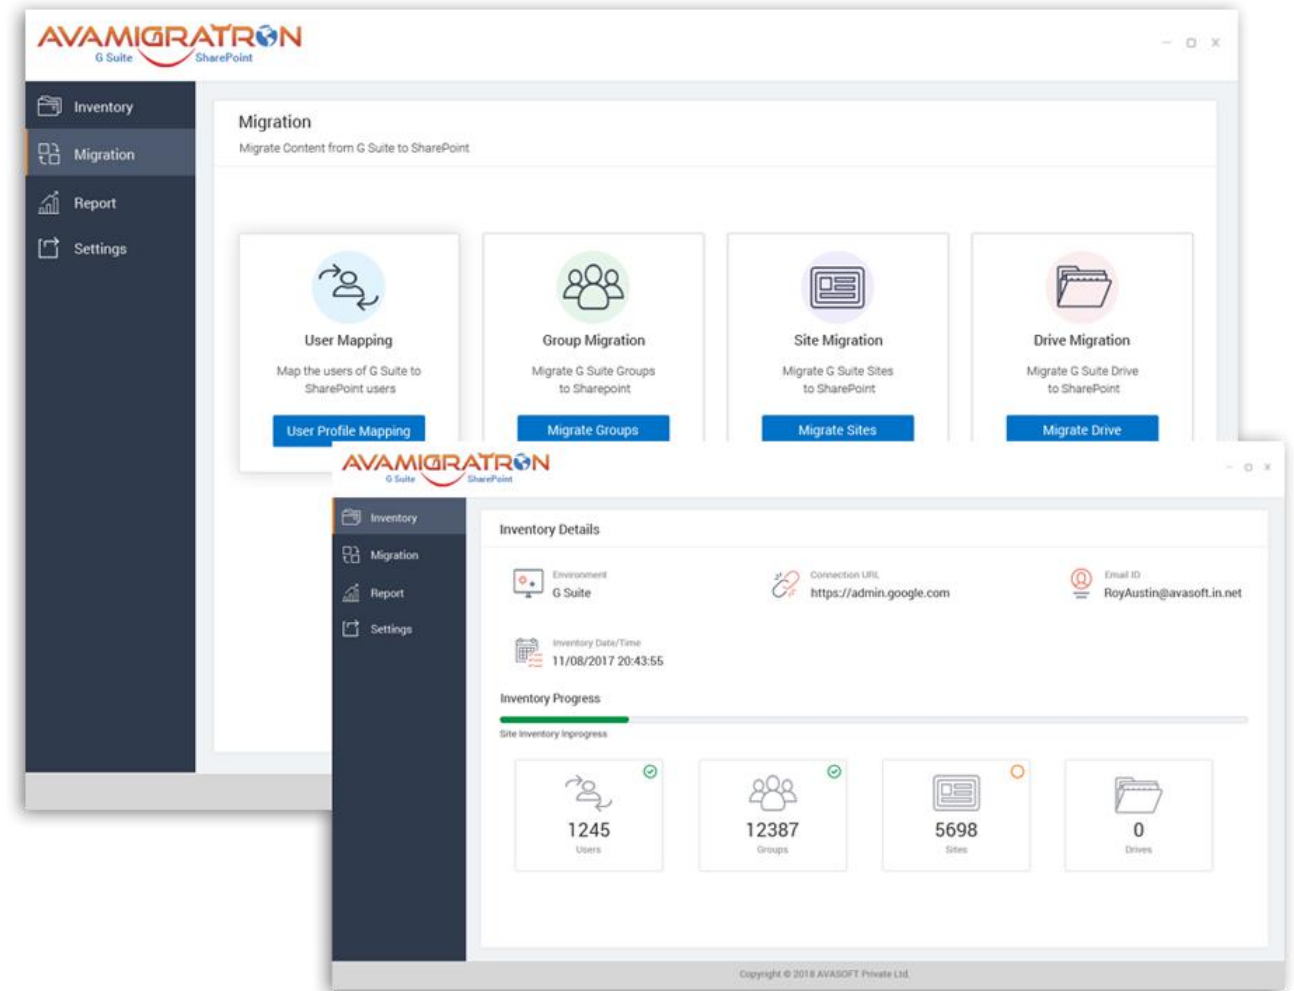 AVAMIGRATRON
G Suite SharePoint
Inventory
Migration
Report
Settings
Migration
Migrate Content from G Suite to SharePoint
User Mapping
Map the users of G Suite to
SharePoint users
User Profile Mapping
Group Migration
Migrate G Suite Groups
to Sharepoint
Migrate Groups
Site Migration
Migrate G Suite Sites
to SharePoint
Migrate Sites
Drive Migration
Migrate G Suite Drive
to SharePoint
Migrate Drive
AVAMIGRATRON
G Suite SharePoint
Inventory
Migration
Report
Settings
Inventory Details
Environment
G Suite
Connection URL
https://admin.google.com
Email ID
RoyAustin@avasoft.in.net
Inventory Date/Time
11/08/2017 20:43:55
Inventory Progress
Site Inventory Inprogress
1245
Users
12387
Groups
5698
Sites
0
Drives
Copyright © 2018 AVASOFT Private Ltd.